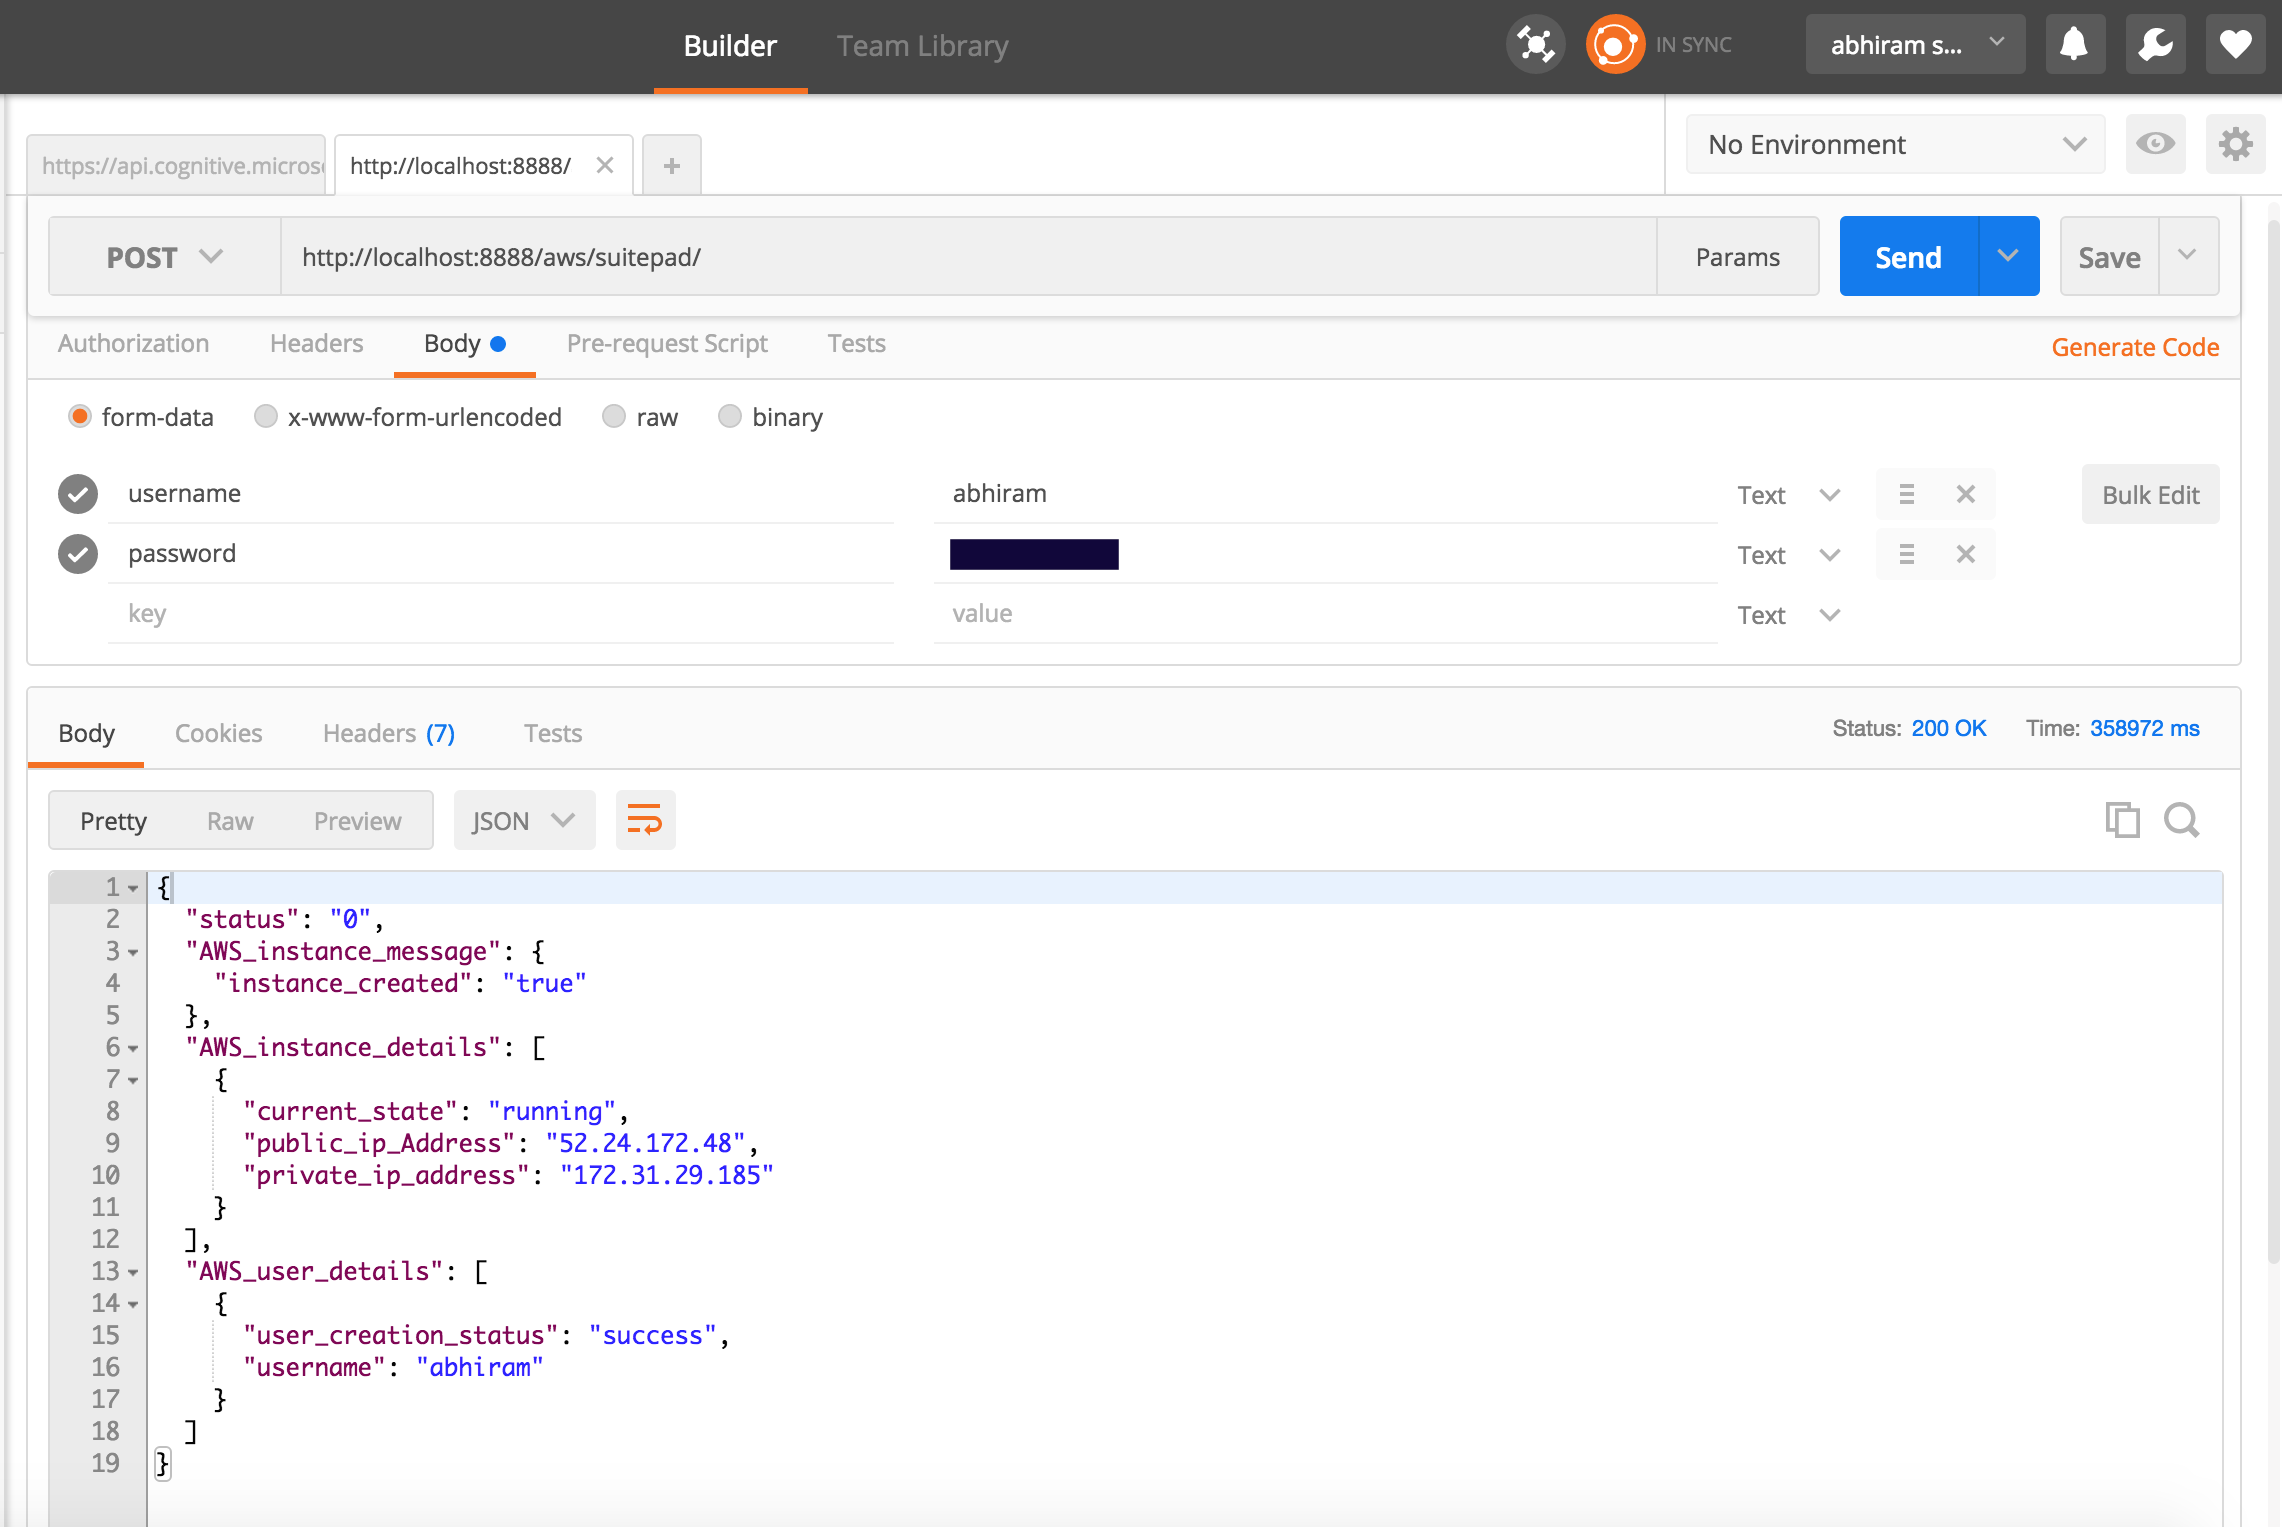 Builder
Team Library
IN SYNC
abhiram s...
https://api.cognitive.micros
http://localhost:8888/
No Environment
POST
http://localhost:8888/aws/suitepad/
Params
Send
Save
Authorization
Headers
Body
Pre-request Script
Tests
Generate Code
form-data
x-www-form-urlencoded
raw
binary
username
abhiram
Text
Bulk Edit
password
Text
key
value
Text
Body
Cookies
Headers (7)
Tests
Status: 200 OK
Time: 358972 ms
Pretty
Raw
Preview
JSON
1 {
2 "status": "0",
3 "AWS_instance_message": {
4 "instance_created": "true"
5 },
6 "AWS_instance_details": [
7 {
8 "current_state": "running",
9 "public_ip_Address": "52.24.172.48",
10 "private_ip_address": "172.31.29.185"
11 }
12 ],
13 "AWS_user_details": [
14 {
15 "user_creation_status": "success",
16 "username": "abhiram"
17 }
18 ]
19 }